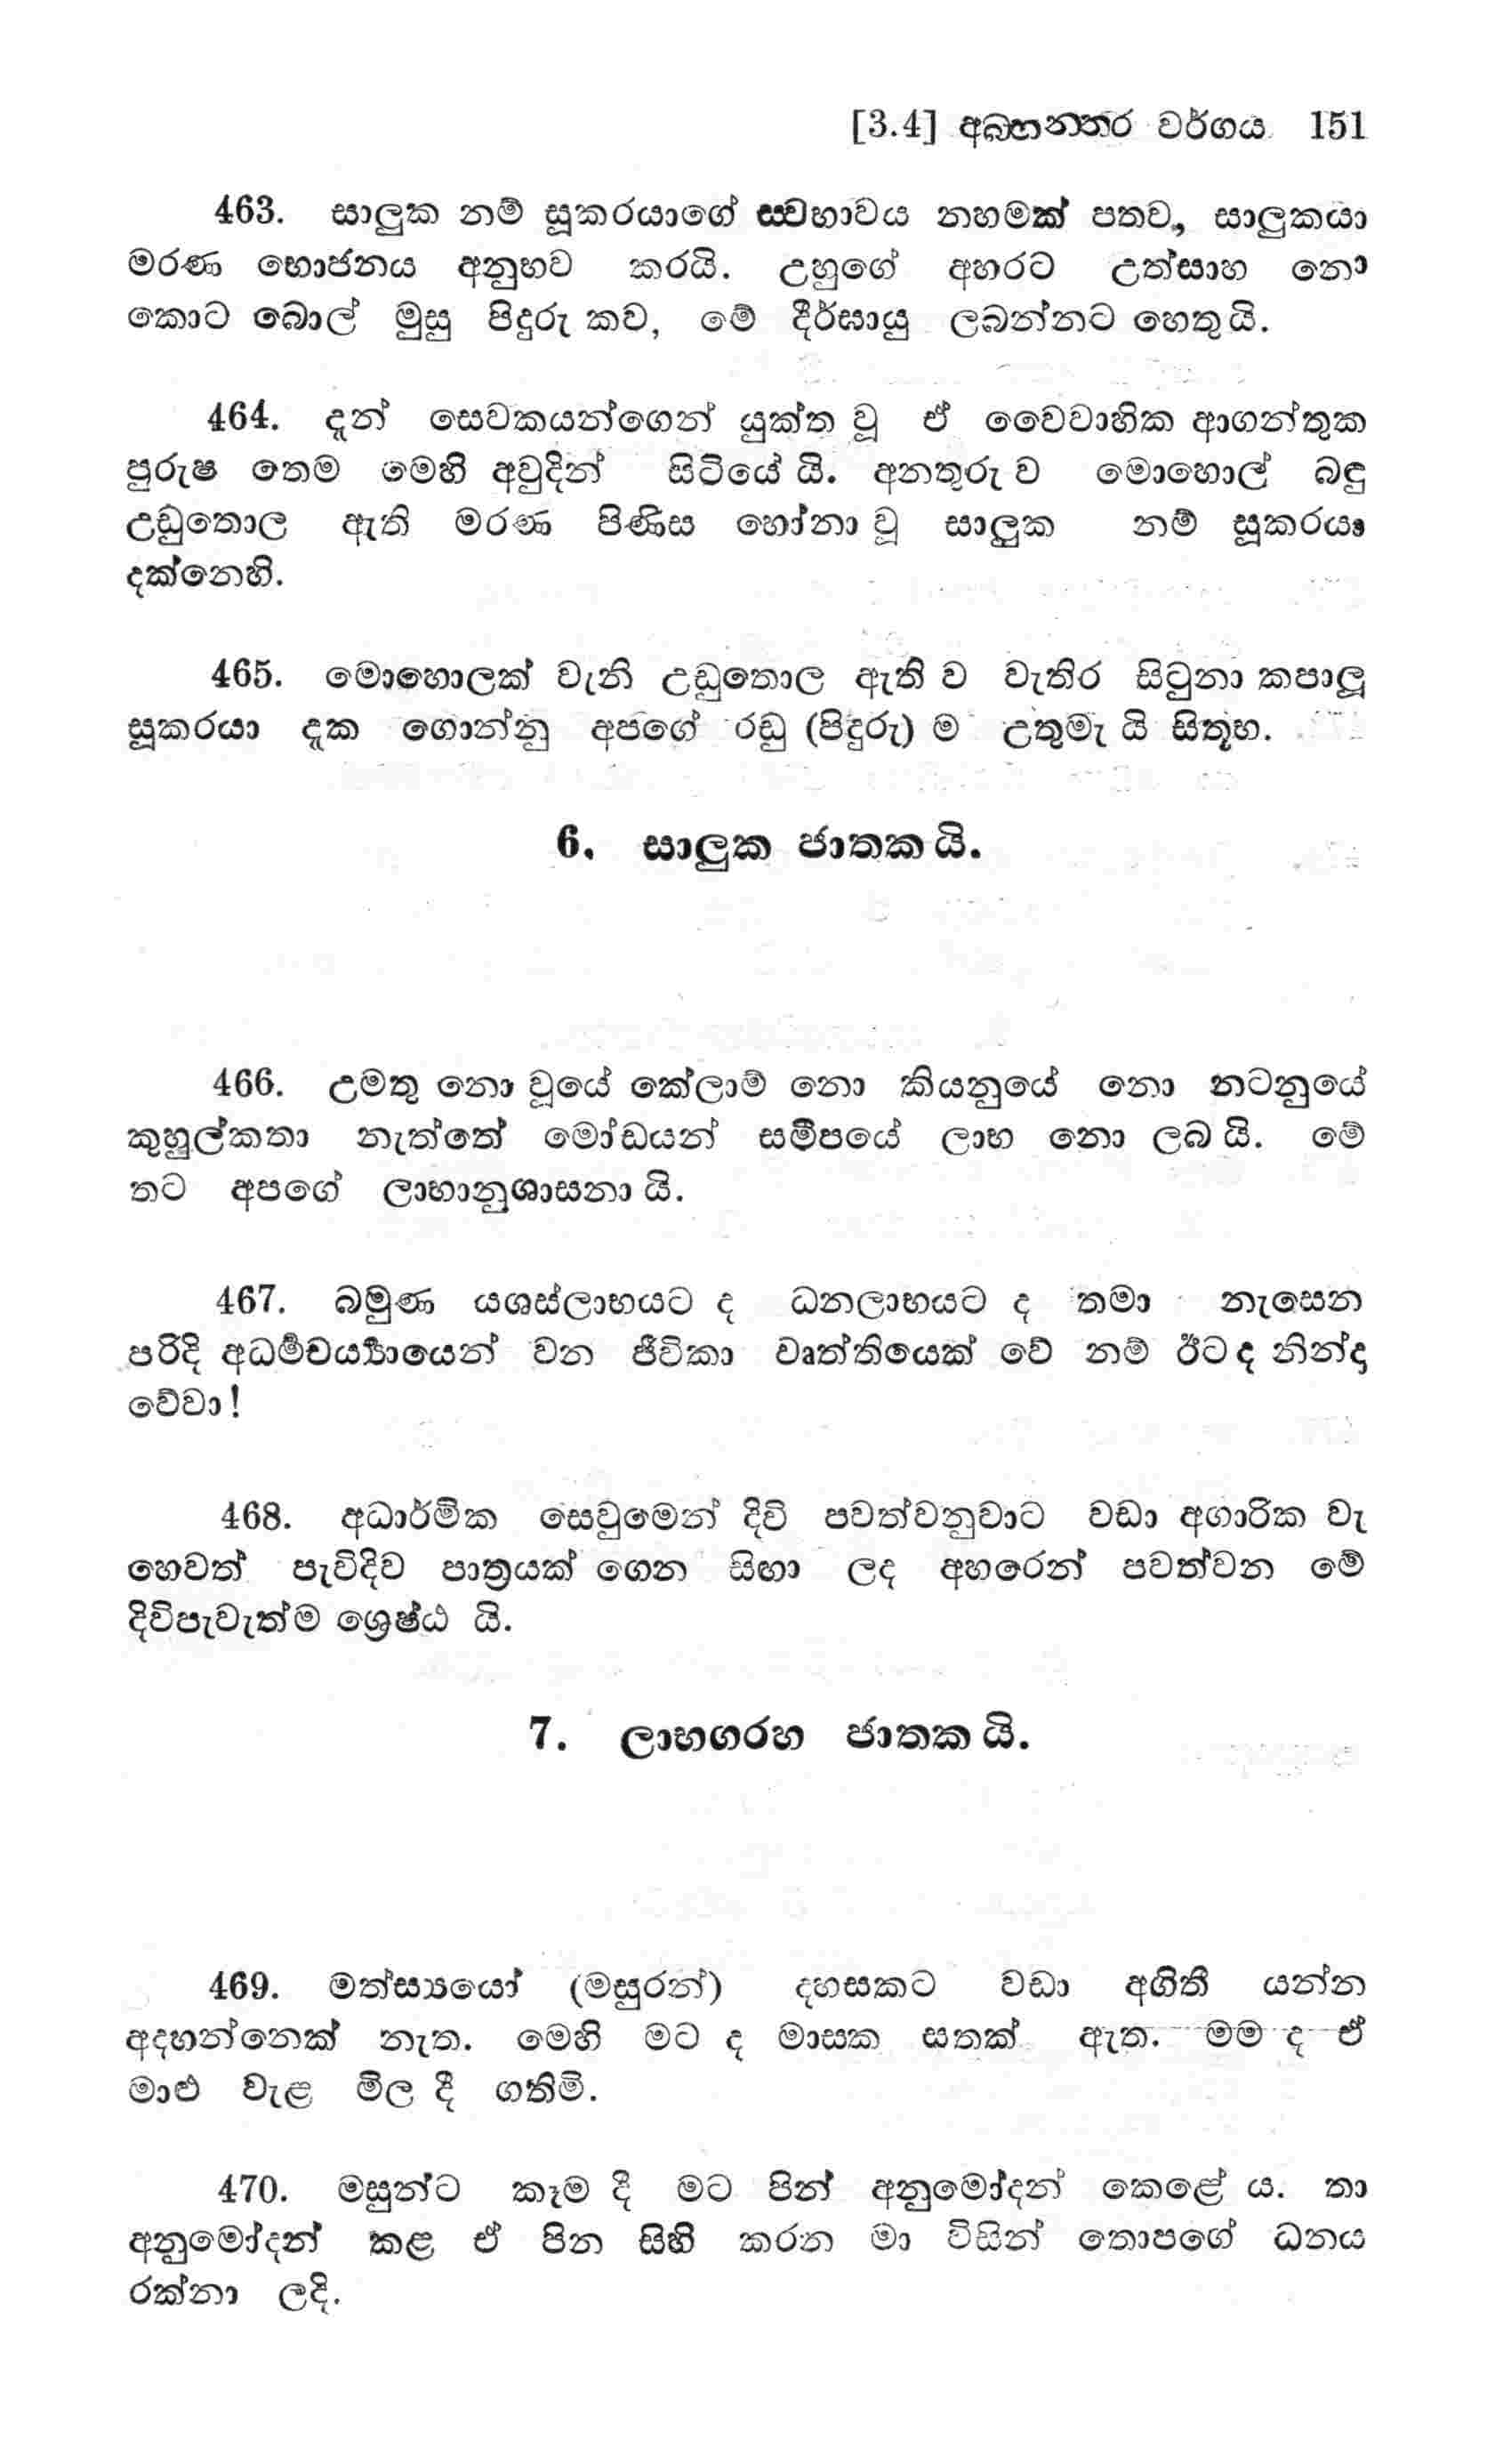 [3.4] අබ්භන්තර වර්ගය 151
463. සාලුක නම් සූකරයාගේ ස්වභාවය නහමක් පතව, සාලුකයා
මරණ භොජනය අනුභව කරයි. උහුගේ අහරට උත්සාහ නො
කොට බොල් මුසු පිදුරු කව, මේ දීර්ඝායු ලබන්නට හෙතු යි.
464. දැන් සෙවකයන්ගෙන් යුක්ත වූ ඒ වෛවාහික ආගන්තුක
පුරුෂ තෙම මෙහි අවුදින් සිටියේ යි. අනතුරු ව මොහොල් බඳු
උඩුතොල ඇති මරණ පිණිස හෝනා වූ සාලුක නම් සූකරයා
දක්නෙහි.
465. මොහොලක් වැනි උඩුතොල ඇති ව වැතිර සිටුනා කපාලූ
සූකරයා දැක ගොන්නු අපගේ රඩු (පිදුරු) ම උතුමැ යි සිතූහ.
6. සාලුක ජාතක යි.
466. උමතු නො වූයේ කේලාම් නො කියනුයේ නො නටනුයේ
කුහුල්කතා නැත්තේ මෝඩයන් සමීපයේ ලාභ නො ලබ යි. මේ
තට අපගේ ලාභානුශාසනා යි.
467. බමුණ යශස්ලාභයට ද ධනලාභයට ද තමා නැසෙන
පරිදි අධර්‍මචර්‍ය්‍යායෙන් වන ජීවිකා වෘත්තියෙක් වේ නම් ඊට ද නින්දා
වේවා!
468. අධාර්මික සෙවුමෙන් දිවි පවත්වනුවාට වඩා අගාරික වැ
හෙවත් පැවිදිව පාත්‍රයක් ගෙන සිඟා ලද අහරෙන් පවත්වන මේ
දිවිපැවැත්ම ශ්‍රෙෂ්ඨ යි.
7. ලාභගරහ ජාතක යි.
469. මත්ස්‍යයෝ (මසුරන්) දහසකට වඩා අගිතී යන්න
අදහන්නෙක් නැත. මෙහි මට ද මාසක සතක් ඇත. මම ද ඒ
මාළු වැළ මිල දී ගතිමි.
470. මසුන්ට කෑම දී මට පින් අනුමෝදන් කෙළේ ය. තා
අනුමෝදන් කළ ඒ පින සිහි කරන මා විසින් තොපගේ ධනය
රක්නා ලදි.